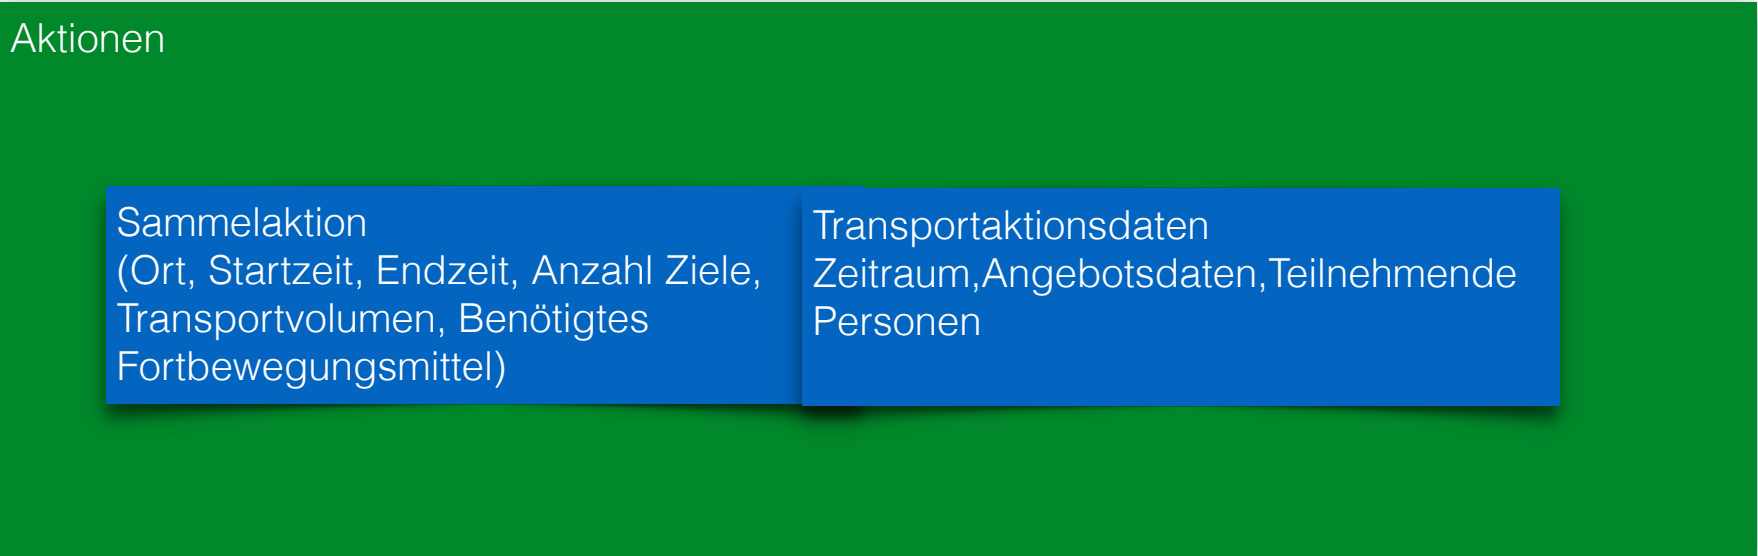 Aktionen
Sammelaktion
(Ort, Startzeit, Endzeit, Anzahl Ziele,
Transportvolumen, Benötigtes
Fortbewegungsmittel)
Transportaktionsdaten
Zeitraum,Angebotsdaten,Teilnehmende
Personen